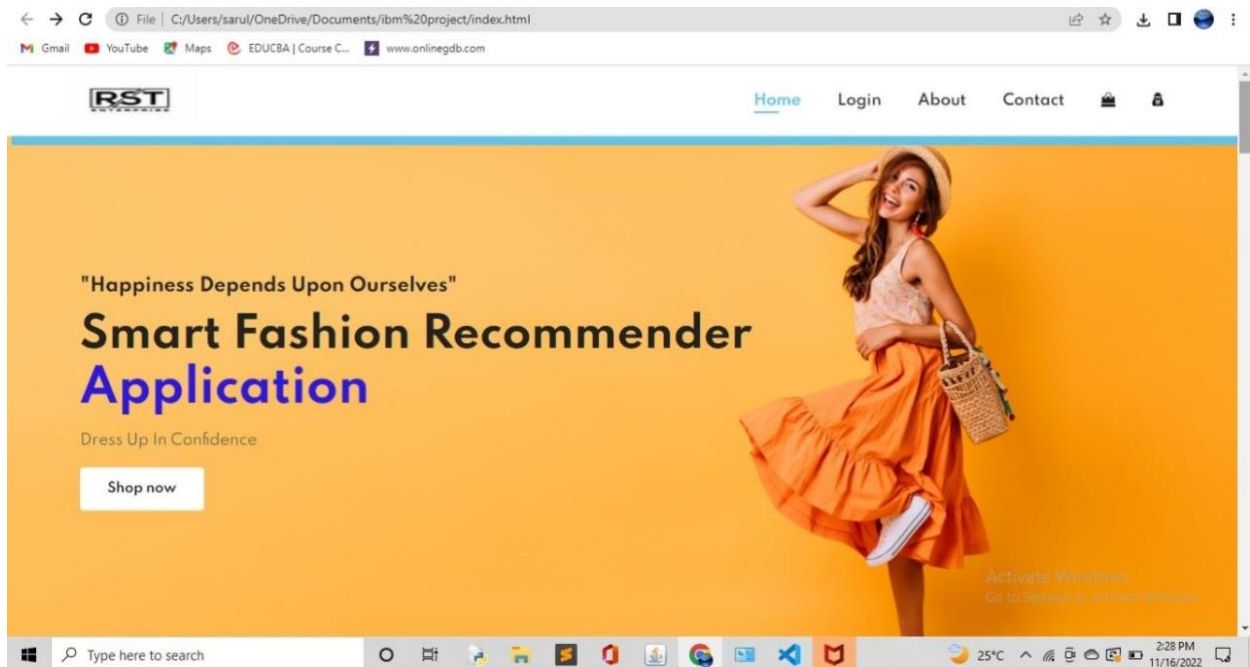 File | C:/Users/sarul/OneDrive/Documents/ibm%20project/index.html
Gmail YouTube Maps EDUCBA | Course C... www.onlinegdb.com
RST
ENTERPRISE
Home Login About Contact
"Happiness Depends Upon Ourselves"
Smart Fashion Recommender
Application
Dress Up In Confidence
Shop now
Activate Windows
Go to Settings to activate Windows.
Type here to search
25°C
2:28 PM
11/16/2022